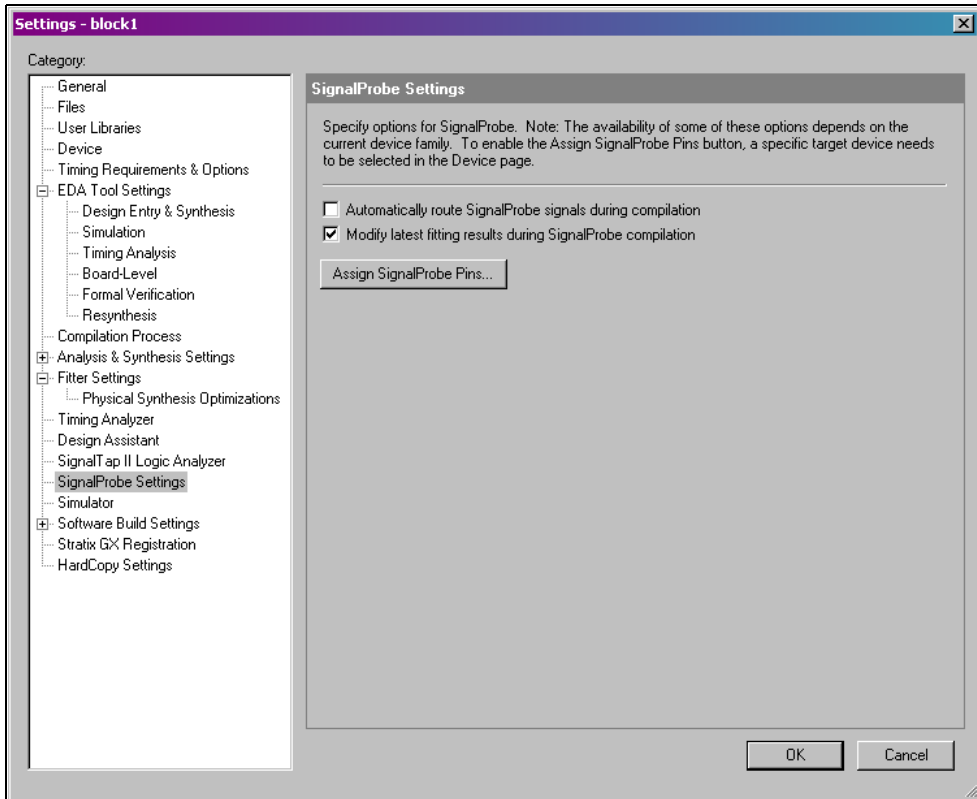 Settings - block1
Category:
General
Files
User Libraries
Device
Timing Requirements & Options
EDA Tool Settings
Design Entry & Synthesis
Simulation
Timing Analysis
Board-Level
Formal Verification
Resynthesis
Compilation Process
Analysis & Synthesis Settings
Fitter Settings
Physical Synthesis Optimizations
Timing Analyzer
Design Assistant
SignalTap II Logic Analyzer
SignalProbe Settings
Simulator
Software Build Settings
Stratix GX Registration
HardCopy Settings
SignalProbe Settings
Specify options for SignalProbe. Note: The availability of some of these options depends on the
current device family. To enable the Assign SignalProbe Pins button, a specific target device needs
to be selected in the Device page.
Automatically route SignalProbe signals during compilation
Modify latest fitting results during SignalProbe compilation
Assign SignalProbe Pins...
OK
Cancel